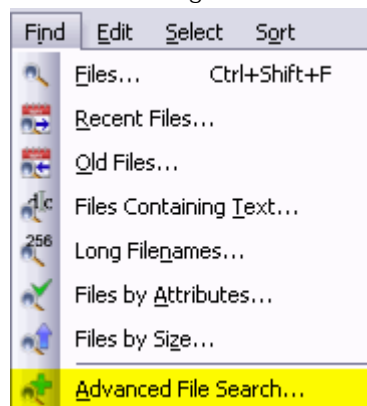 Find Edit Select Sort
Files... Ctrl+Shift+F
Recent Files...
Old Files...
Files Containing Text...
256 Long Filenames...
Files by Attributes...
Files by Size...
Advanced File Search...